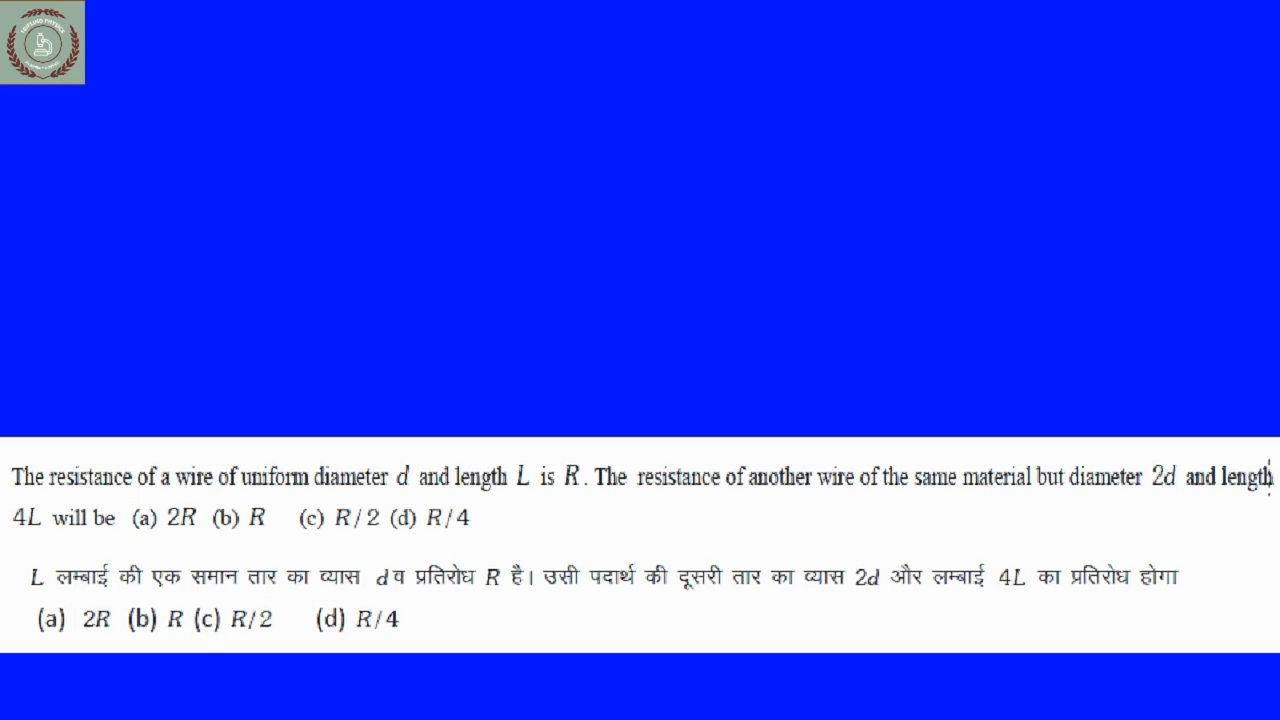 The resistance of a wire of uniform diameter d and length L is R. The resistance of another wire of the same material but diameter 2d and length
4L will be (a) 2R (b) R (c) R/2 (d) R/4
L लम्बाई की एक समान तार का व्यास d व प्रतिरोध R है। उसी पदार्थ की दूसरी तार का व्यास 2d और लम्बाई 4L का प्रतिरोध होगा
(a) 2R (b) R (c) R/2 (d) R/4